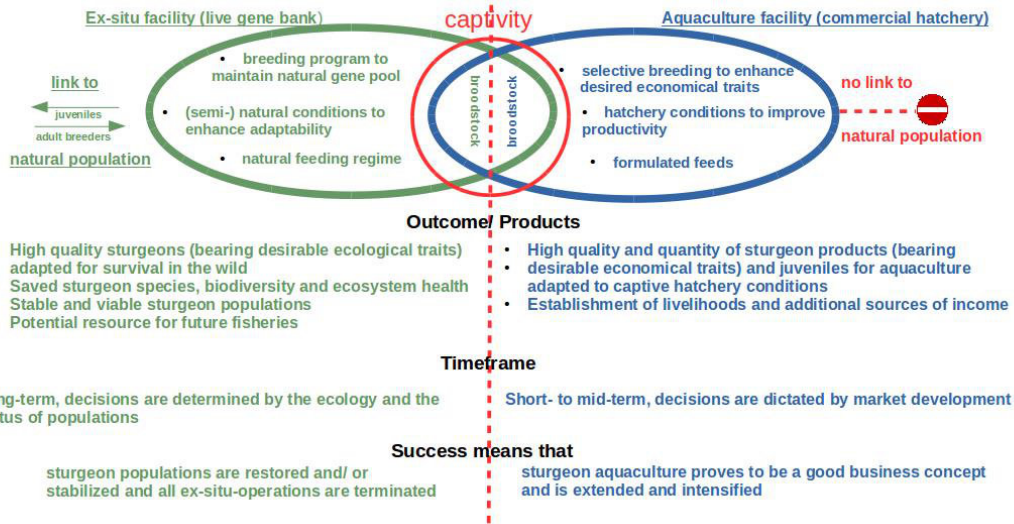 Ex-situ facility (live gene bank)
captivity
Aquaculture facility (commercial hatchery)
• breeding program to
maintain natural gene pool
• (semi-) natural conditions to
enhance adaptability
• natural feeding regime
link to
juveniles
adult breeders
natural population
broodstock
broodstock
• selective breeding to enhance
desired economical traits
• hatchery conditions to improve
productivity
• formulated feeds
no link to
natural population
Outcome/ Products
High quality sturgeons (bearing desirable ecological traits)
adapted for survival in the wild
Saved sturgeon species, biodiversity and ecosystem health
Stable and viable sturgeon populations
Potential resource for future fisheries
• High quality and quantity of sturgeon products (bearing
• desirable economical traits) and juveniles for aquaculture
adapted to captive hatchery conditions
• Establishment of livelihoods and additional sources of income
Timeframe
ng-term, decisions are determined by the ecology and the
tus of populations
Short- to mid-term, decisions are dictated by market development
Success means that
sturgeon populations are restored and/ or
stabilized and all ex-situ-operations are terminated
sturgeon aquaculture proves to be a good business concept
and is extended and intensified